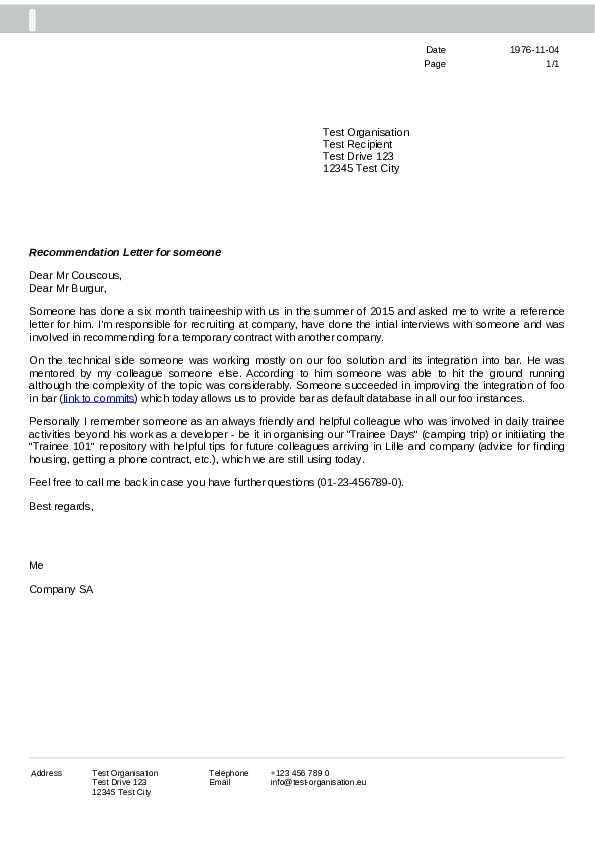 Date 1976-11-04
Page 1/1
Test Organisation
Test Recipient
Test Drive 123
12345 Test City
Recommendation Letter for someone
Dear Mr Couscous,
Dear Mr Burgur,
Someone has done a six month traineeship with us in the summer of 2015 and asked me to write a reference
letter for him. I'm responsible for recruiting at company, have done the intial interviews with someone and was
involved in recommending for a temporary contract with another company.
On the technical side someone was working mostly on our foo solution and its integration into bar. He was
mentored by my colleague someone else. According to him someone was able to hit the ground running
although the complexity of the topic was considerably. Someone succeeded in improving the integration of foo
in bar (link to commits) which today allows us to provide bar as default database in all our foo instances.
Personally I remember someone as an always friendly and helpful colleague who was involved in daily trainee
activities beyond his work as a developer - be it in organising our "Trainee Days" (camping trip) or initiating the
"Trainee 101" repository with helpful tips for future colleagues arriving in Lille and company (advice for finding
housing, getting a phone contract, etc.), which we are still using today.
Feel free to call me back in case you have further questions (01-23-456789-0).
Best regards,
Me
Company SA
Address Test Organisation Telephone +123 456 789 0
Test Drive 123 Email info@test-organisation.eu
12345 Test City